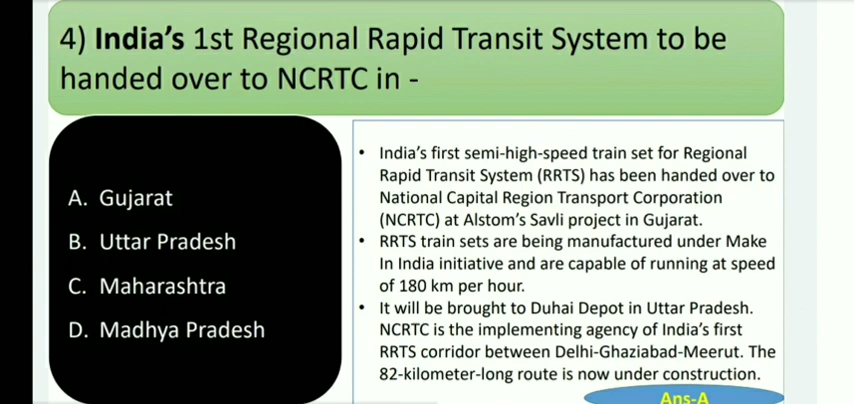 4) India’s 1st Regional Rapid Transit System to be
handed over to NCRTC in -
A. Gujarat
B. Uttar Pradesh
C. Maharashtra
D. Madhya Pradesh
• India’s first semi-high-speed train set for Regional
Rapid Transit System (RRTS) has been handed over to
National Capital Region Transport Corporation
(NCRTC) at Alstom’s Savli project in Gujarat.
• RRTS train sets are being manufactured under Make
In India initiative and are capable of running at speed
of 180 km per hour.
• It will be brought to Duhai Depot in Uttar Pradesh.
NCRTC is the implementing agency of India’s first
RRTS corridor between Delhi-Ghaziabad-Meerut. The
82-kilometer-long route is now under construction.
Ans-A